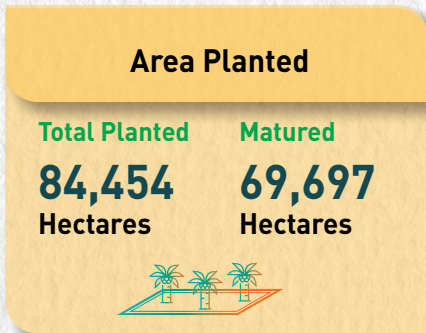 Area Planted
Total Planted
84,454
Hectares
Matured
69,697
Hectares